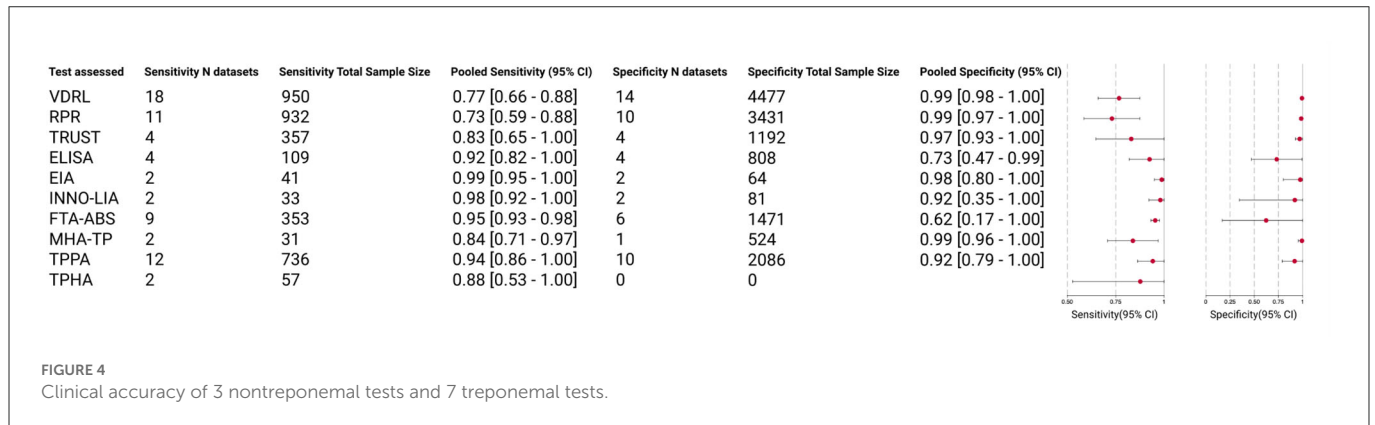 Test assessed Sensitivity N datasets Sensitivity Total Sample Size Pooled Sensitivity (95% CI) Specificity N datasets Specificity Total Sample Size Pooled Specificity (95% CI)
VDRL 18 950 0.77 [0.66 - 0.88] 14 4477 0.99 [0.98 - 1.00]
RPR 11 932 0.73 [0.59 - 0.88] 10 3431 0.99 [0.97 - 1.00]
TRUST 4 357 0.83 [0.65 - 1.00] 4 1192 0.97 [0.93 - 1.00]
ELISA 4 109 0.92 [0.82 - 1.00] 4 808 0.73 [0.47 - 0.99]
EIA 2 41 0.99 [0.95 - 1.00] 2 64 0.98 [0.80 - 1.00]
INNO-LIA 2 33 0.98 [0.92 - 1.00] 2 81 0.92 [0.35 - 1.00]
FTA-ABS 9 353 0.95 [0.93 - 0.98] 6 1471 0.62 [0.17 - 1.00]
MHA-TP 2 31 0.84 [0.71 - 0.97] 1 524 0.99 [0.96 - 1.00]
TPPA 12 736 0.94 [0.86 - 1.00] 10 2086 0.92 [0.79 - 1.00]
TPHA 2 57 0.88 [0.53 - 1.00] 0 0
0.50 0.75 1 0 0.25 0.50 0.75 1
Sensitivity(95% CI) Specificity(95% CI)
FIGURE 4
Clinical accuracy of 3 nontreponemal tests and 7 treponemal tests.